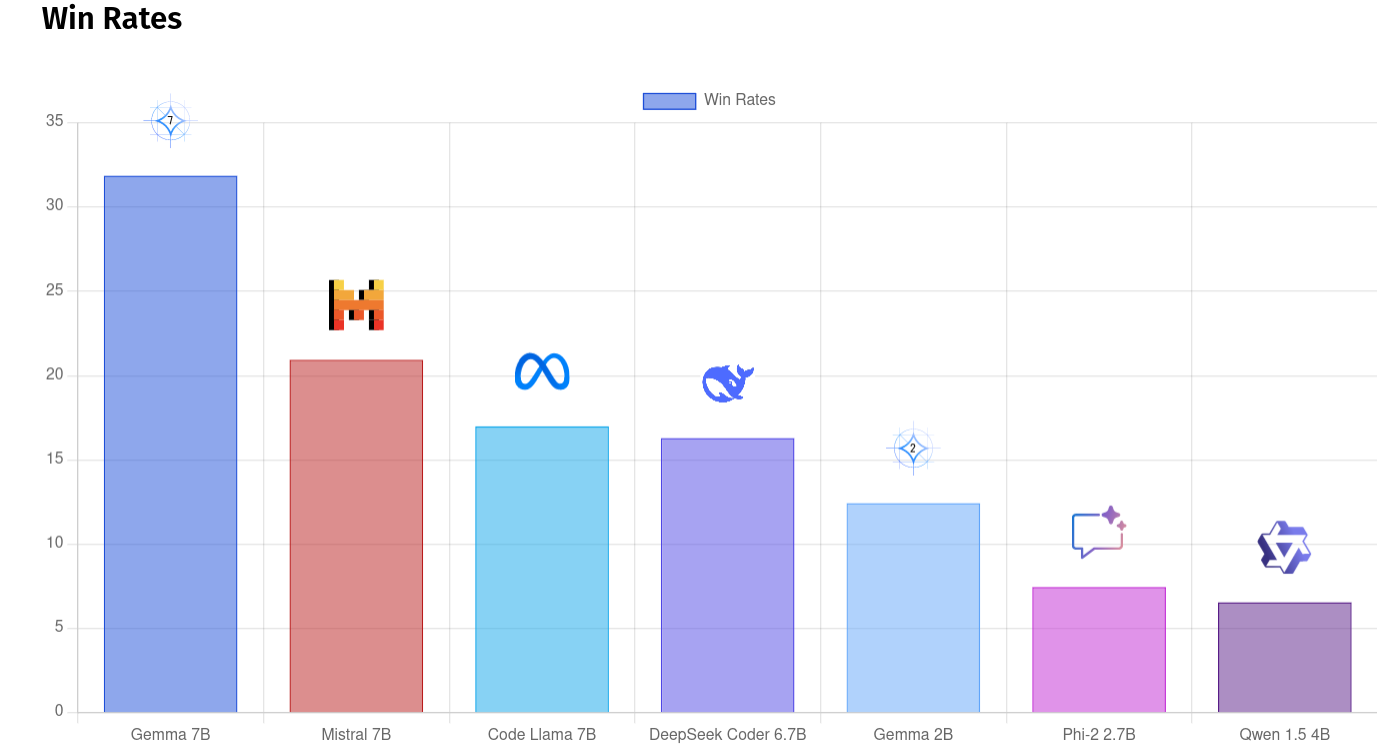 Win Rates
Win Rates
7
35
30
25
20
2
15
10
5
0
Gemma 7B
Mistral 7B
Code Llama 7B
DeepSeek Coder 6.7B
Gemma 2B
Phi-2 2.7B
Qwen 1.5 4B